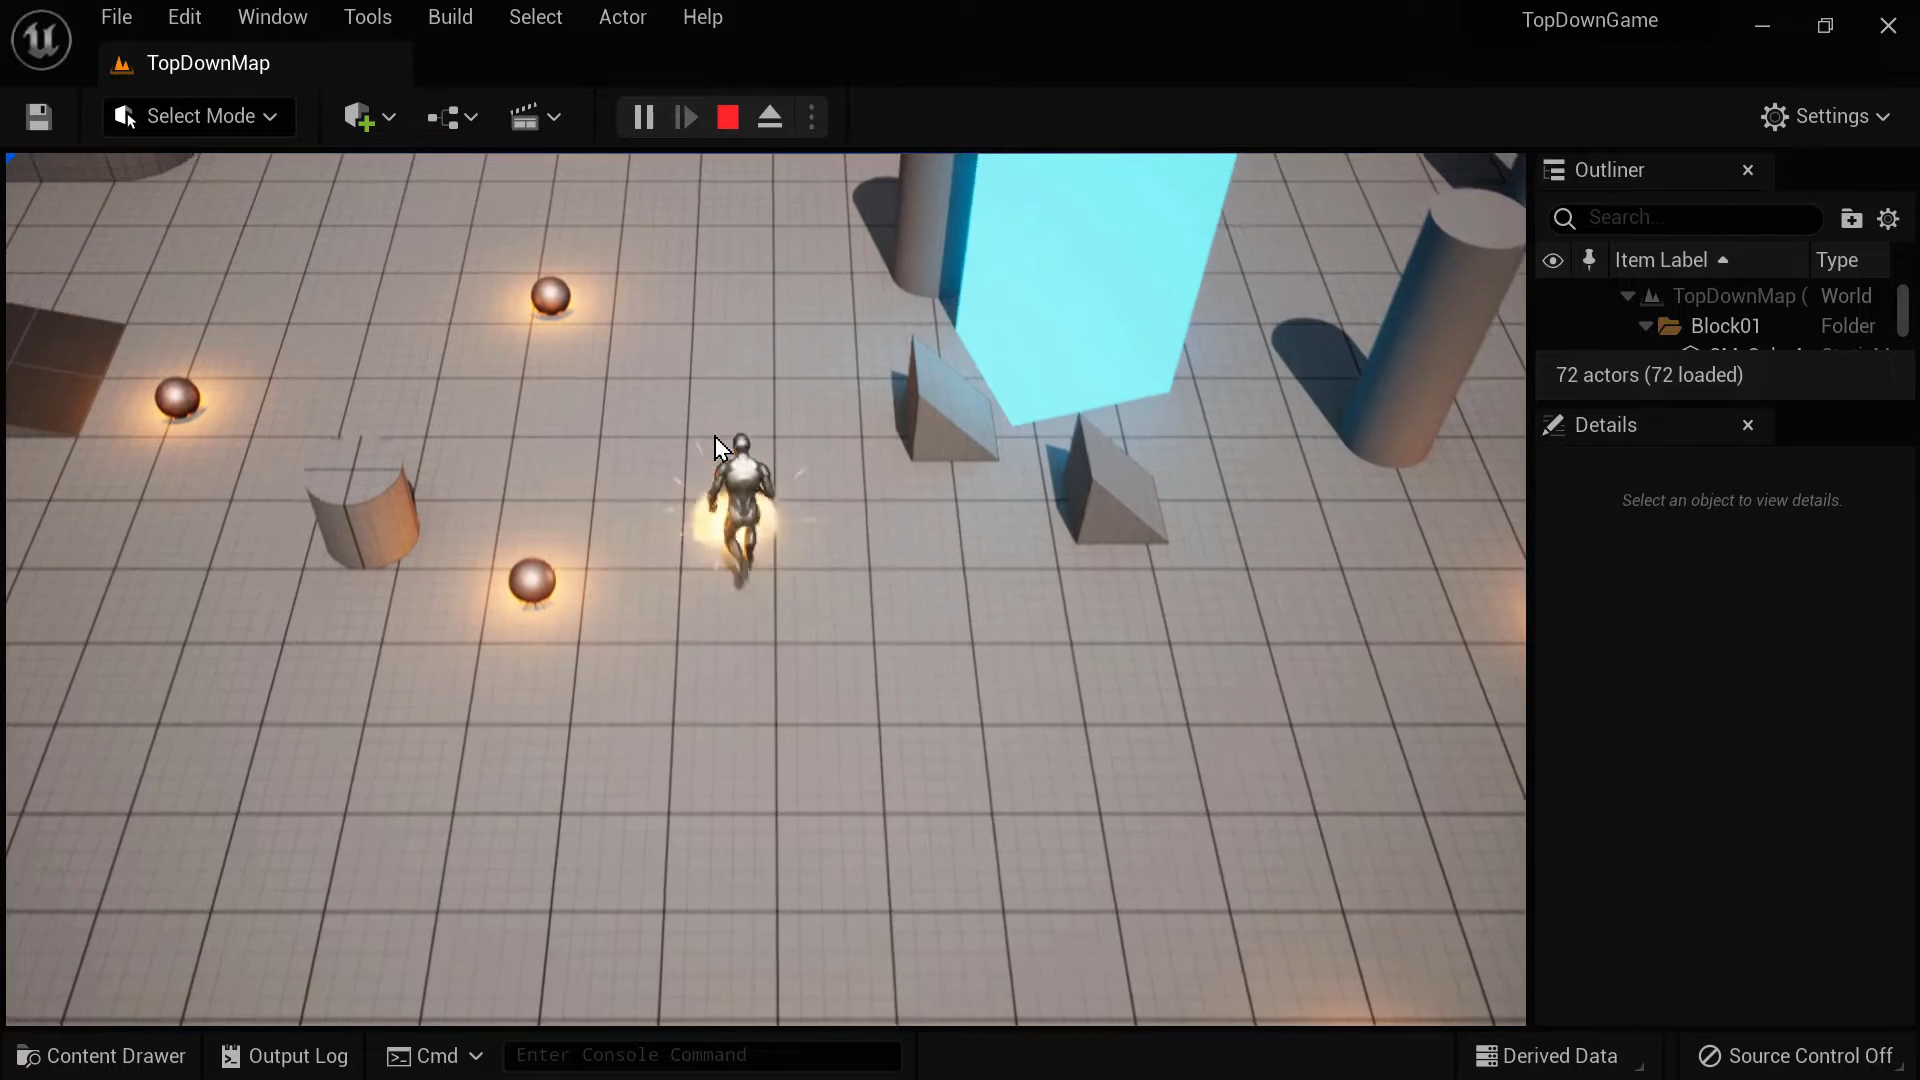 File Edit Window Tools Build Select Actor Help
TopDownGame
TopDownMap
Select Mode
Settings
Outliner
Search...
Item Label Type
TopDownMap ( World
Block01 Folder
72 actors (72 loaded)
Details
Select an object to view details.
Content Drawer Output Log Cmd Enter Console Command Derived Data Source Control Off